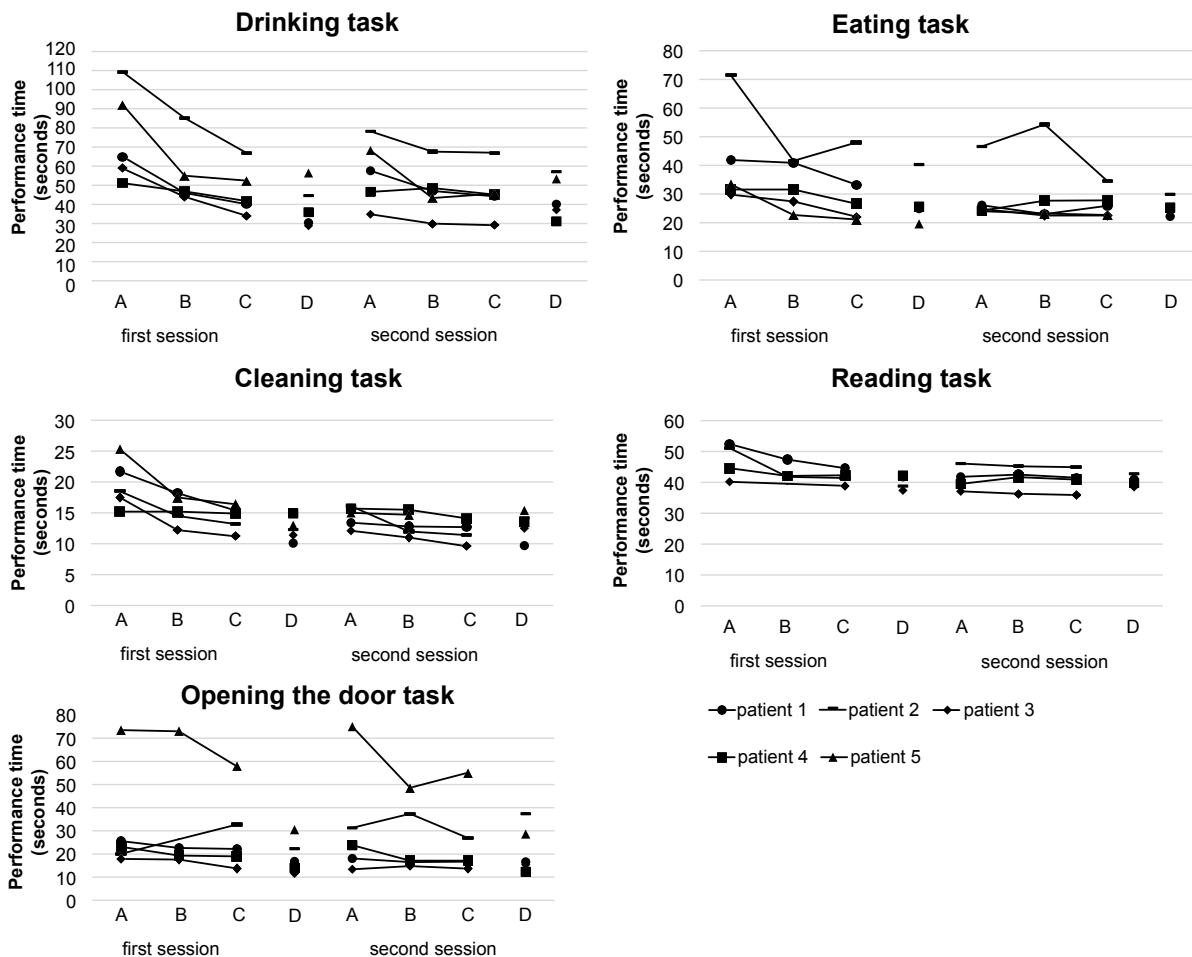 Drinking task
Performance time
(seconds)
120
110
100
90
80
70
60
50
40
30
20
10
0
A B C D A B C D
first session second session
Eating task
Performance time
(seconds)
80
70
60
50
40
30
20
10
0
A B C D A B C D
first session second session
Cleaning task
Performance time
(seconds)
30
25
20
15
10
5
0
A B C D A B C D
first session second session
Reading task
Performance time
(seconds)
60
50
40
30
20
10
0
A B C D A B C D
first session second session
Opening the door task
Performance time
(seconds)
80
70
60
50
40
30
20
10
0
A B C D A B C D
first session second session
patient 1 patient 2 patient 3
patient 4 patient 5